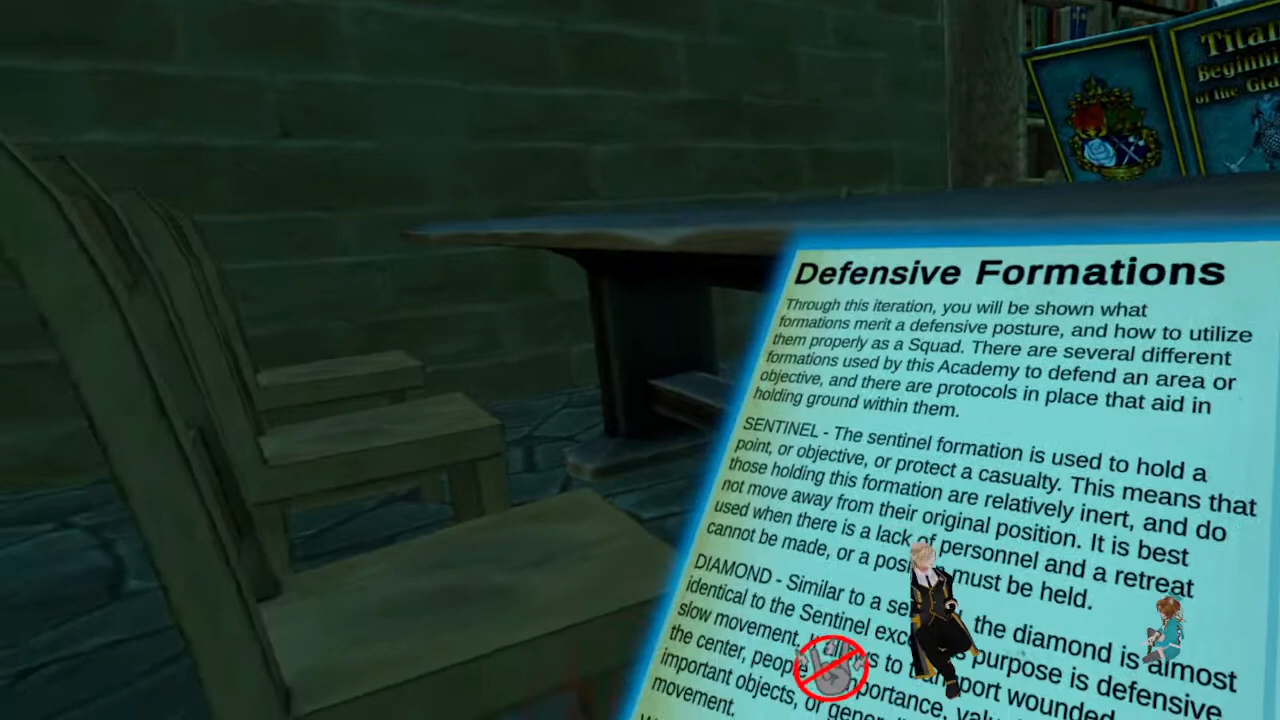 Tita
Beginni
of the Gia
Defensive Formations
Through this iteration, you will be shown what
formations merit a defensive posture, and how to utilize
them properly as a Squad. There are several different
formations used by this Academy to defend an area or
objective, and there are protocols in place that aid in
holding ground within them.
SENTINEL - The sentinel formation is used to hold a
point, or objective, or protect a casualty. This means that
those holding this formation are relatively inert, and do
not move away from their original position. It is best
used when there is a lack of personnel and a retreat
cannot be made, or a posi must be held.
DIAMOND - Similar to a se the diamond is almost
identical to the Sentinel exc purpose is defensive
slow movement. to port wounded
the center, people portance,
important objects, or gener
movement.